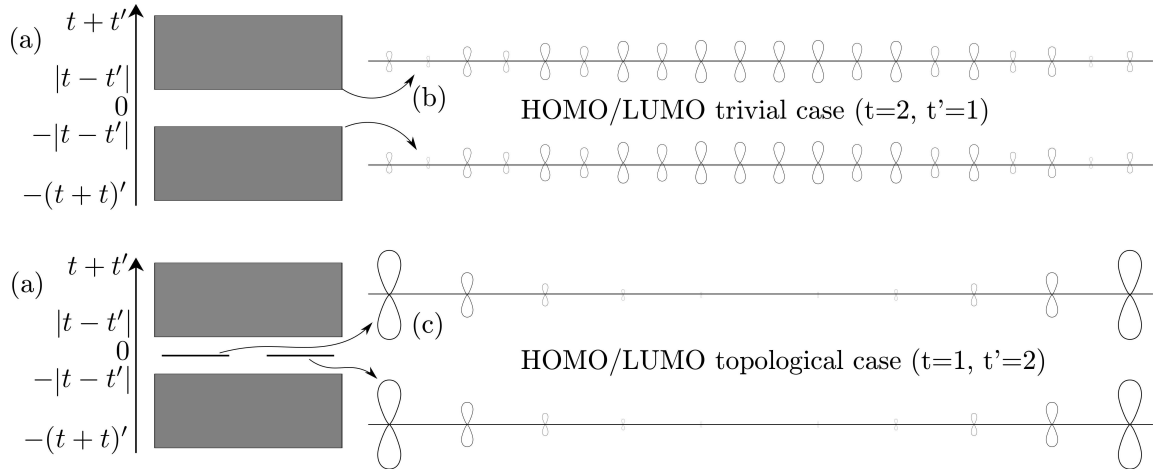 (a)
t + t′
|t − t′|
0
−|t − t′|
−(t + t)′
(b)
HOMO/LUMO trivial case (t=2, t'=1)
(a)
t + t′
|t − t′|
0
−|t − t′|
−(t + t)′
(c)
HOMO/LUMO topological case (t=1, t'=2)